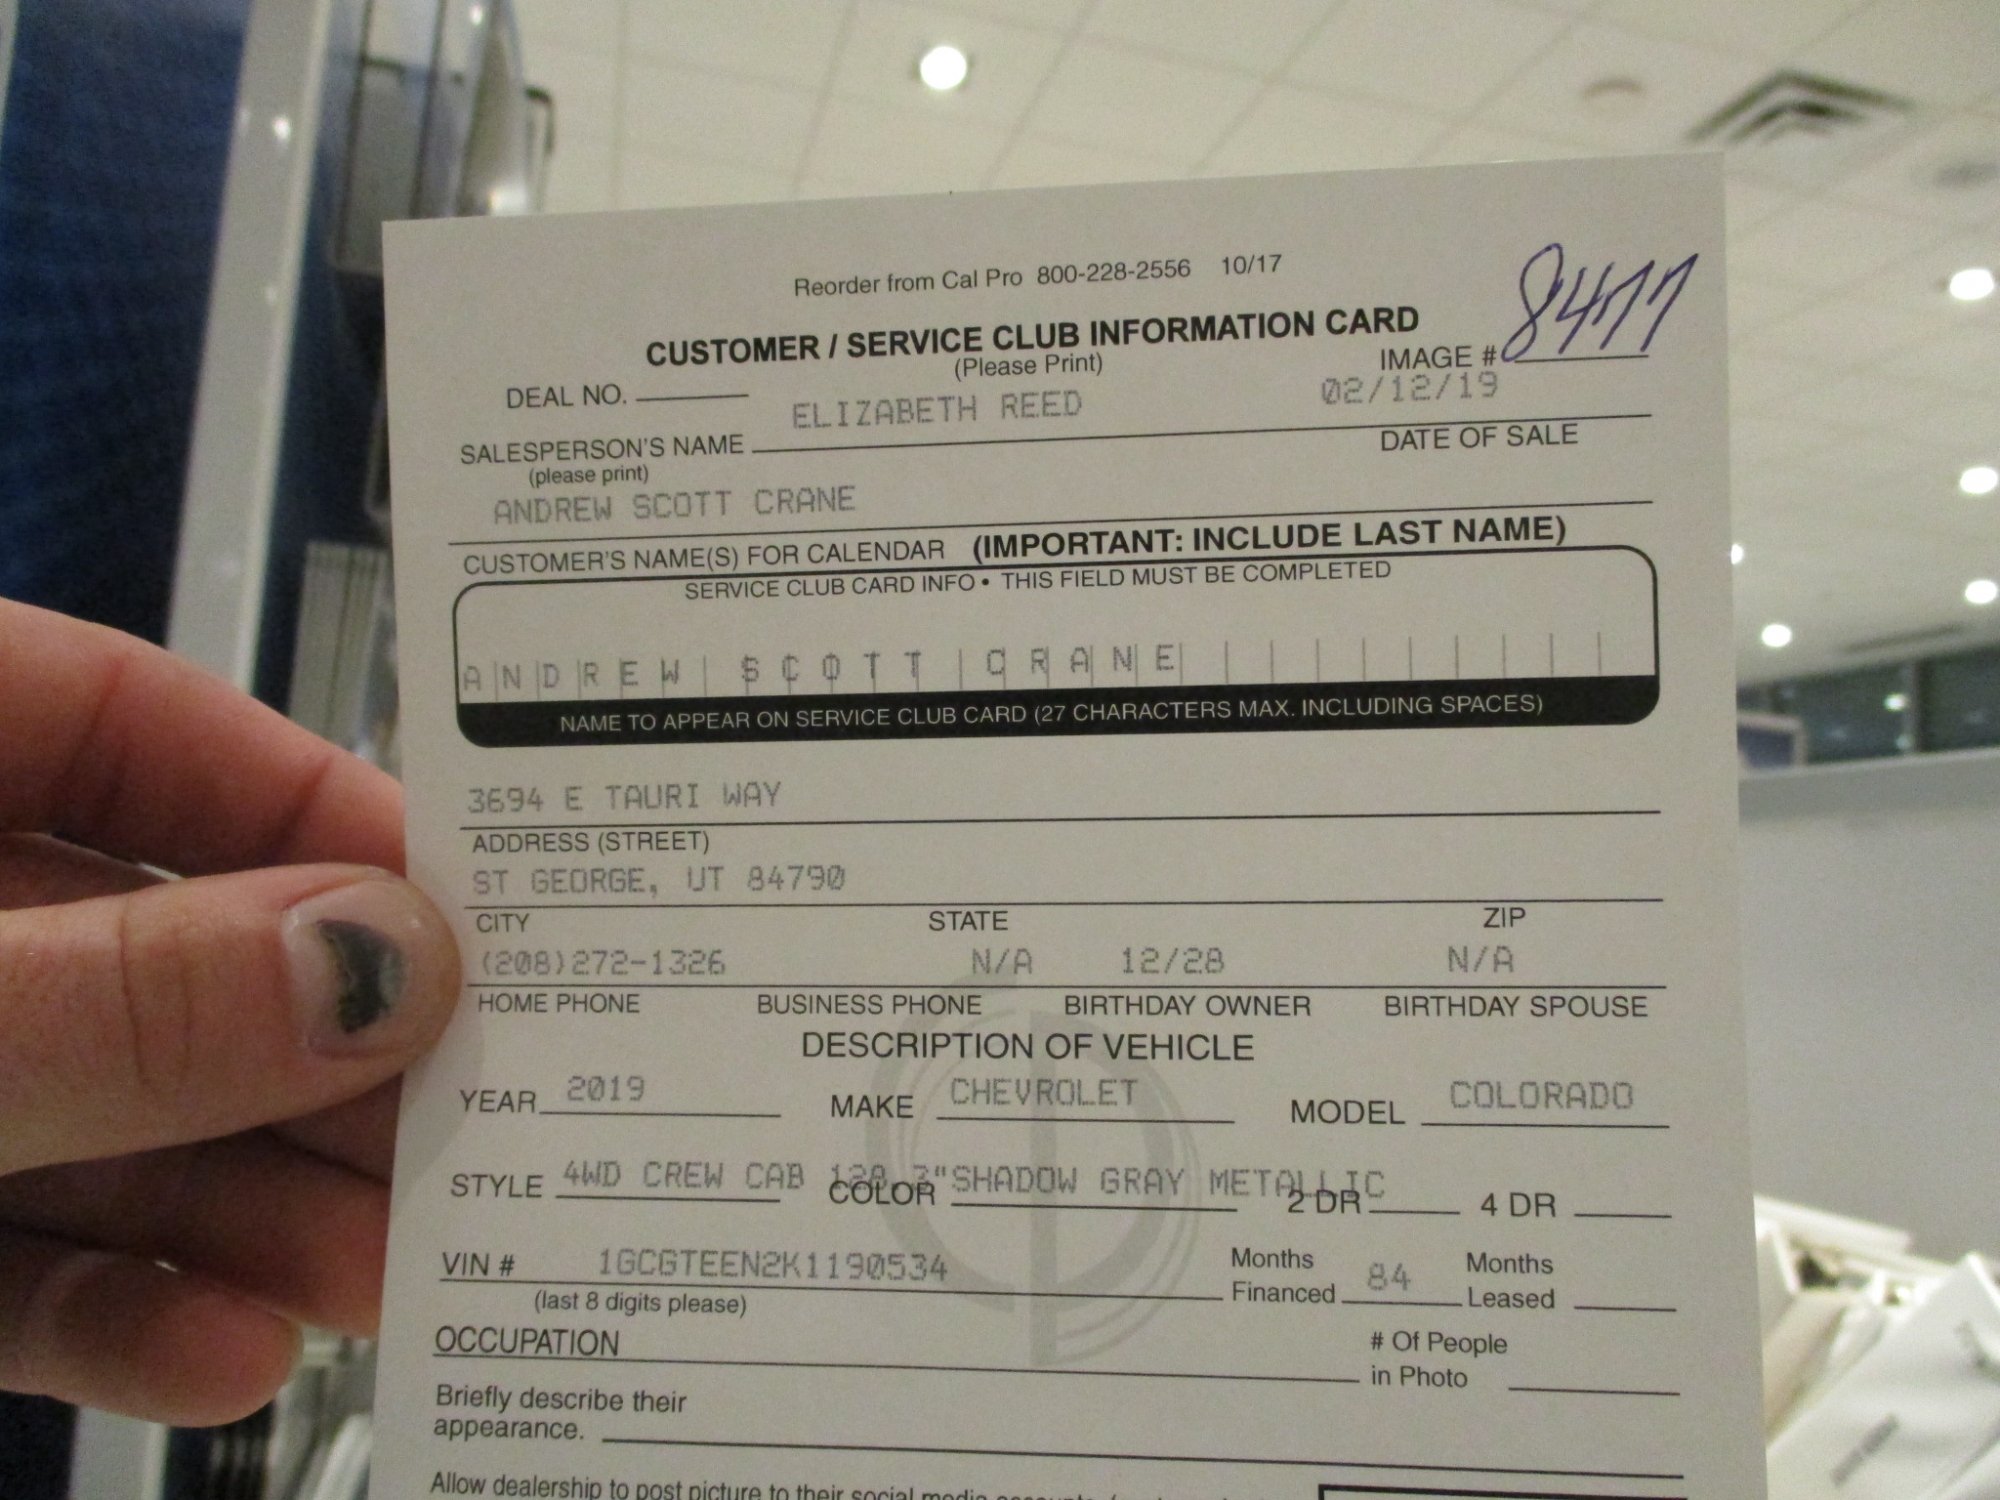 Reorder from Cal Pro 800-228-2556 10/17
CUSTOMER / SERVICE CLUB INFORMATION CARD
(Please Print)
IMAGE # 8477
DEAL NO.
ELIZABETH REED 02/12/19
SALESPERSON'S NAME DATE OF SALE
(please print)
ANDREW SCOTT CRANE
CUSTOMER'S NAME(S) FOR CALENDAR (IMPORTANT: INCLUDE LAST NAME)
SERVICE CLUB CARD INFO • THIS FIELD MUST BE COMPLETED
ANDREW SCOTT CRANE
NAME TO APPEAR ON SERVICE CLUB CARD (27 CHARACTERS MAX. INCLUDING SPACES)
3694 E TAURI WAY
ADDRESS (STREET)
ST GEORGE, UT 84790
CITY STATE ZIP
(208)272-1326 N/A 12/28 N/A
HOME PHONE BUSINESS PHONE BIRTHDAY OWNER BIRTHDAY SPOUSE
DESCRIPTION OF VEHICLE
YEAR 2019 MAKE CHEVROLET MODEL COLORADO
STYLE 4WD CREW CAB 128.3" COLOR SHADOW GRAY METALLIC 2 DR 4 DR
VIN # 1GCGTEEN2K1190534 Months Financed 84 Months Leased
(last 8 digits please)
OCCUPATION # Of People in Photo
Briefly describe their
appearance.
Allow dealership to post picture to their social media